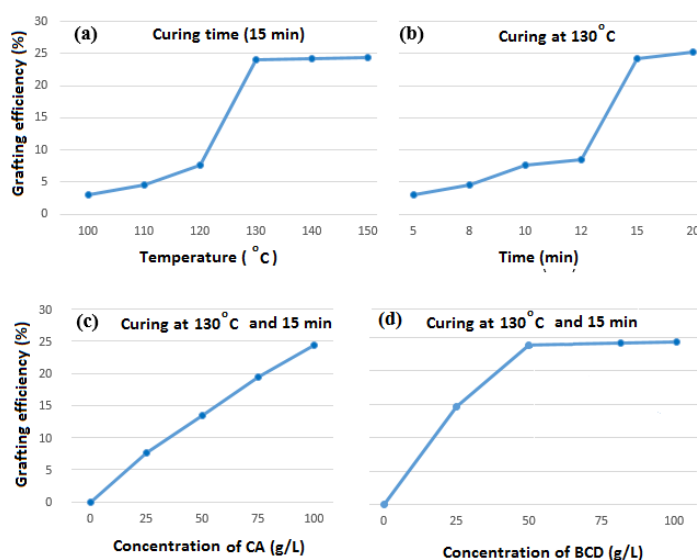 (a) Curing time (15 min)
Grafting efficiency (%)
30
25
20
15
10
5
0
100 110 120 130 140 150
Temperature ( °C )
(b) Curing at 130°C
5 8 10 12 15 20
Time (min)
(c) Curing at 130°C and 15 min
Grafting efficiency (%)
30
25
20
15
10
5
0
0 25 50 75 100
Concentration of CA (g/L)
(d) Curing at 130°C and 15 min
0 25 50 75 100
Concentration of BCD (g/L)